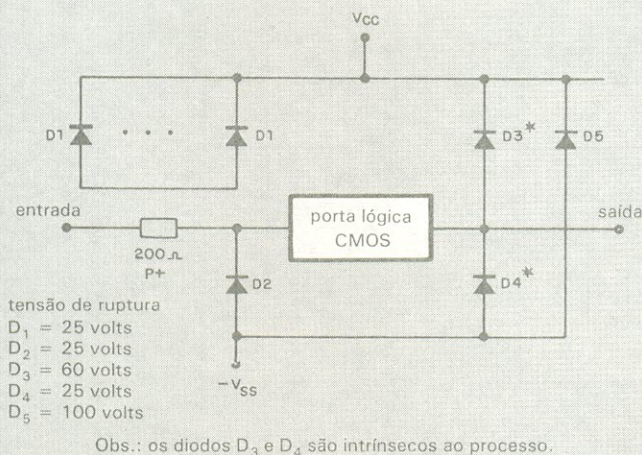 Vcc
D1 . . . D1 D3* D5
entrada
porta lógica
CMOS
saída
200 Ω
P+
D2
D4*
tensão de ruptura
D₁ = 25 volts
D₂ = 25 volts
D₃ = 60 volts
D₄ = 25 volts
D₅ = 100 volts
-Vss
Obs.: os diodos D₃ e D₄ são intrínsecos ao processo.